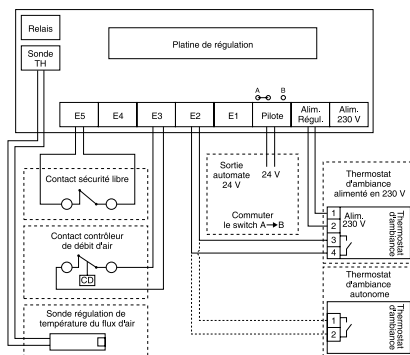 Relais
Sonde
TH
Platine de régulation
A
B
E5
E4
E3
E2
E1
Pilote
Alim.
Régul.
Alim.
230 V
Contact sécurité libre
Sortie
automate
24 V
24 V
Commuter
le switch A→B
Thermostat
d'ambiance
alimenté en 230 V
1
2
3
4
Alim.
230 V
Thermostat
d'ambiance
Contact contrôleur
de débit d'air
CD
Thermostat
d'ambiance
autonome
1
2
Thermostat
d'ambiance
Sonde régulation de
température du flux d'air